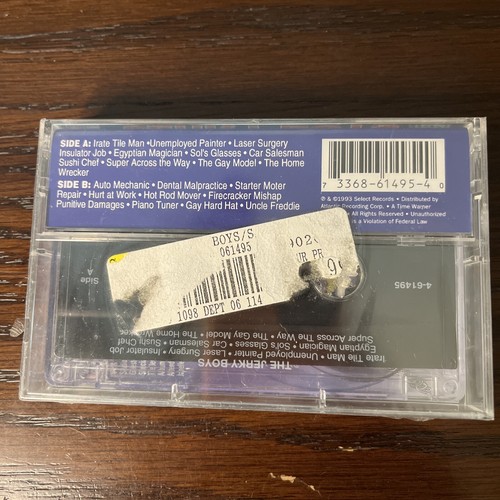 SIDE A: Irate Tile Man • Unemployed Painter • Laser Surgery
Insulator Job • Egyptian Magician • Sol's Glasses • Car Salesman
Sushi Chef • Super Across the Way • The Gay Model • The Home
Wrecker
SIDE B: Auto Mechanic • Dental Malpractice • Starter Moter
Repair • Hurt at Work • Hot Rod Mover • Firecracker Mishap
Punitive Damages • Piano Tuner • Gay Hard Hat • Uncle Freddie
7 3368-61495-4 0
℗ & ©1993 Select Records • Distributed by
Atlantic Recording Corp. • A Time Warner
All Rights Reserved. • Unauthorized
is a Violation of Federal Law
BOYS/S
061495
1098 DEPT 06 114
UR PR
4-61495
Side
A
THE JERKY BOYS
Irate Tile Man • Unemployed Painter • Laser Surgery • Insulator Job
Egyptian Magician • Sol's Glasses • Car Salesman • Sushi Chef
Super Across The Way • The Gay Model • The Home